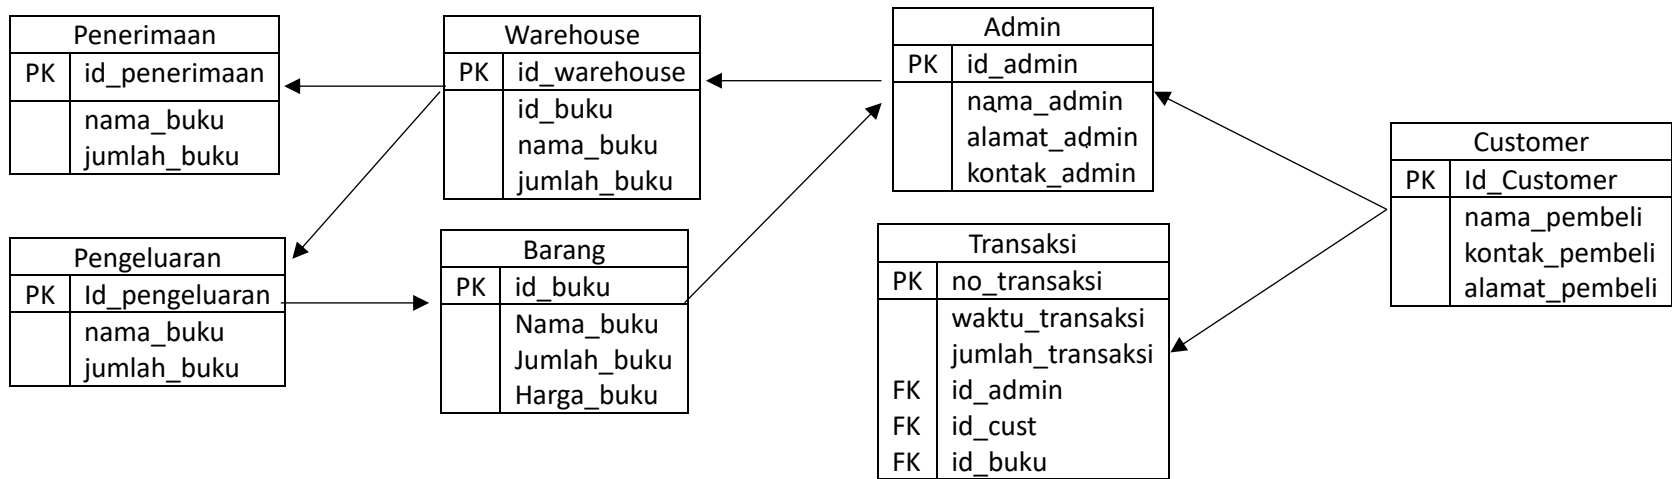 Penerimaan
PK id_penerimaan
nama_buku
jumlah_buku
Warehouse
PK id_warehouse
id_buku
nama_buku
jumlah_buku
Admin
PK id_admin
nama_admin
alamat_admin
kontak_admin
Customer
PK Id_Customer
nama_pembeli
kontak_pembeli
alamat_pembeli
Pengeluaran
PK Id_pengeluaran
nama_buku
jumlah_buku
Barang
PK id_buku
Nama_buku
Jumlah_buku
Harga_buku
Transaksi
PK no_transaksi
waktu_transaksi
jumlah_transaksi
FK id_admin
FK id_cust
FK id_buku